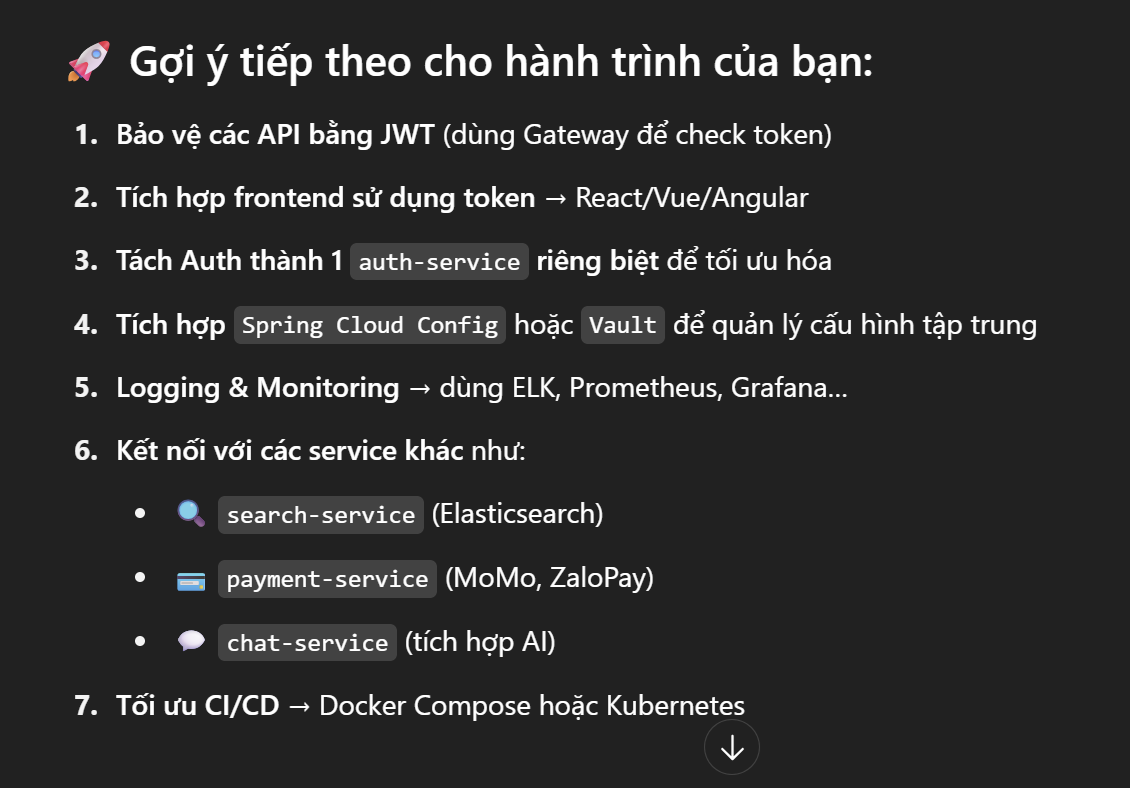 🚀 Gợi ý tiếp theo cho hành trình của bạn:
1. Bảo vệ các API bằng JWT (dùng Gateway để check token)
2. Tích hợp frontend sử dụng token → React/Vue/Angular
3. Tách Auth thành 1 auth-service riêng biệt để tối ưu hóa
4. Tích hợp Spring Cloud Config hoặc Vault để quản lý cấu hình tập trung
5. Logging & Monitoring → dùng ELK, Prometheus, Grafana...
6. Kết nối với các service khác như:
• 🔍 search-service (Elasticsearch)
• 💳 payment-service (MoMo, ZaloPay)
• 💬 chat-service (tích hợp AI)
7. Tối ưu CI/CD → Docker Compose hoặc Kubernetes